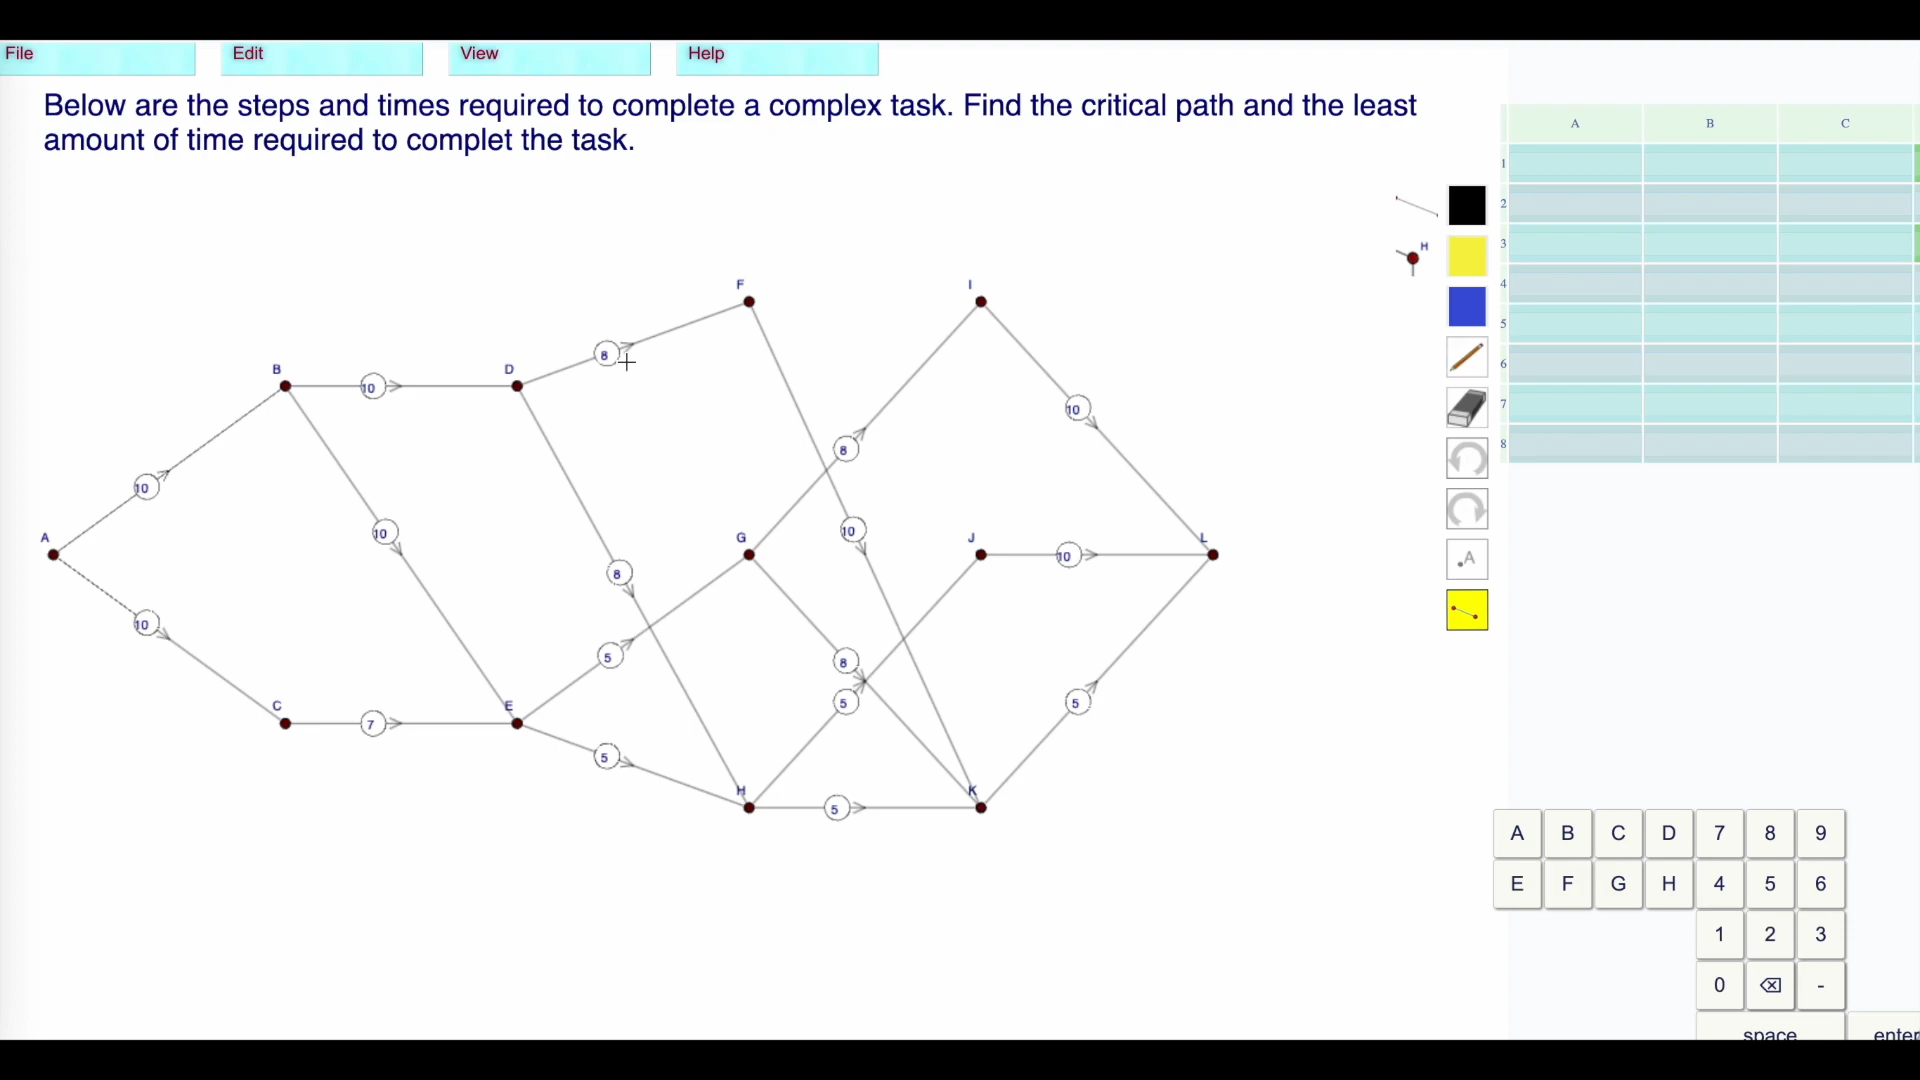 File Edit View Help
Below are the steps and times required to complete a complex task. Find the critical path and the least
amount of time required to complet the task.
A B C
1
2
3
4
5
6
7
8
H
F I
8
B D
10
10
8
10
10
A G J L
10
10
8
10
5
8
C E
7
5
5
5
H K
5
A B C D 7 8 9
E F G H 4 5 6
1 2 3
0 -
space enter
.A